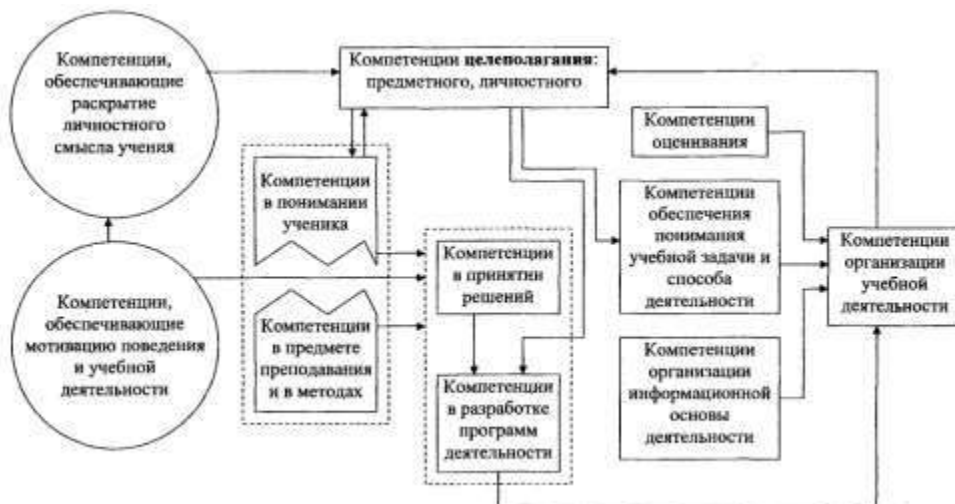 Компетенции,
обеспечивающие
раскрытие
личностного
смысла учения
Компетенции целеполагания:
предметного, личностного
Компетенции
оценивания
Компетенции
в понимании
ученика
Компетенции
обеспечения
понимания
учебной задачи и
способа
деятельности
Компетенции
организации
учебной
деятельности
Компетенции
в принятии
решений
Компетенции,
обеспечивающие
мотивацию поведения
и учебной
деятельности
Компетенции
в предмете
преподавания
и в методах
Компетенции
организации
информационной
основы
деятельности
Компетенции
в разработке
программ
деятельности